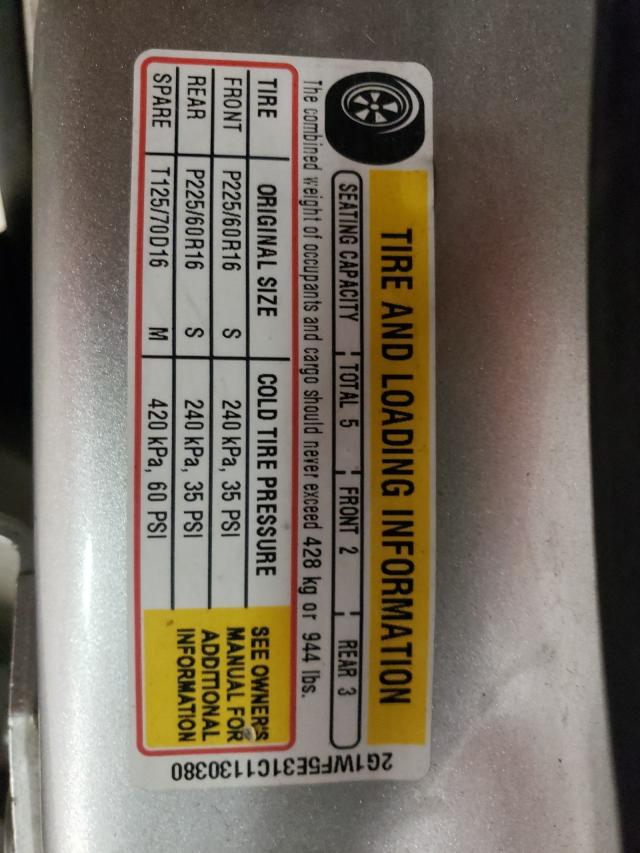 TIRE AND LOADING INFORMATION
SEATING CAPACITY TOTAL 5 FRONT 2 REAR 3
The combined weight of occupants and cargo should never exceed 428 kg or 944 lbs.
TIRE ORIGINAL SIZE COLD TIRE PRESSURE
FRONT P225/60R16 S 240 kPa, 35 PSI
REAR P225/60R16 S 240 kPa, 35 PSI
SPARE T125/70D16 M 420 kPa, 60 PSI
SEE OWNER'S
MANUAL FOR
ADDITIONAL
INFORMATION
2G1WF5E31C1130380